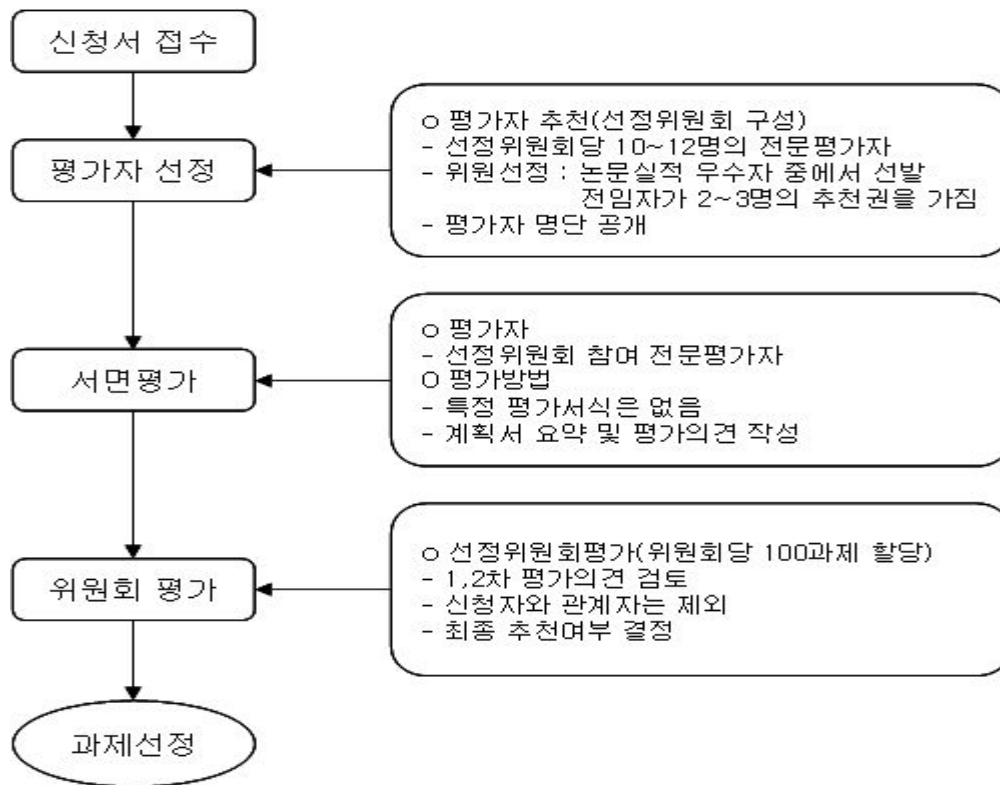 신청서 접수
평가자 선정
ㅇ 평가자 추천(선정위원회 구성)
- 선정위원회당 10~12명의 전문평가자
- 위원선정 : 논문실적 우수자 중에서 선발
전임자가 2~3명의 추천권을 가짐
- 평가자 명단 공개
서면평가
ㅇ 평가자
- 선정위원회 참여 전문평가자
ㅇ 평가방법
- 특정 평가서식은 없음
- 계획서 요약 및 평가의견 작성
위원회 평가
ㅇ 선정위원회평가(위원회당 100과제 할당)
- 1,2차 평가의견 검토
- 신청자와 관계자는 제외
- 최종 추천여부 결정
과제선정